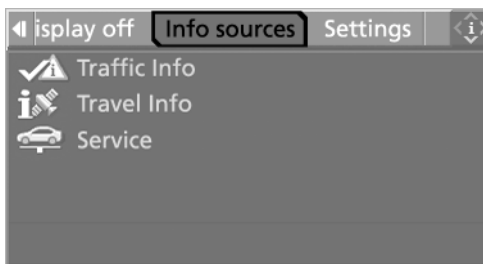 isplay off Info sources Settings
Traffic Info
Travel Info
Service